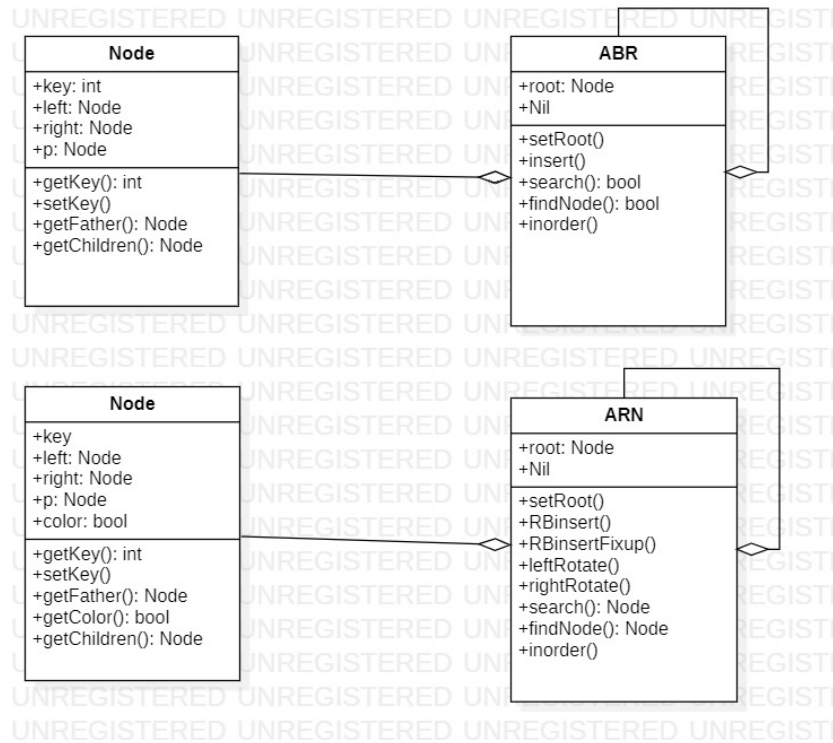 Node
+key: int
+left: Node
+right: Node
+p: Node
+getKey(): int
+setKey()
+getFather(): Node
+getChildren(): Node
ABR
+root: Node
+Nil
+setRoot()
+insert()
+search(): bool
+findNode(): bool
+inorder()
Node
+key
+left: Node
+right: Node
+p: Node
+color: bool
+getKey(): int
+setKey()
+getFather(): Node
+getColor(): bool
+getChildren(): Node
ARN
+root: Node
+Nil
+setRoot()
+RBinsert()
+RBinsertFixup()
+leftRotate()
+rightRotate()
+search(): Node
+findNode(): Node
+inorder()
UNREGISTERED UNREGISTERED UNREGISTERED UNREGIST